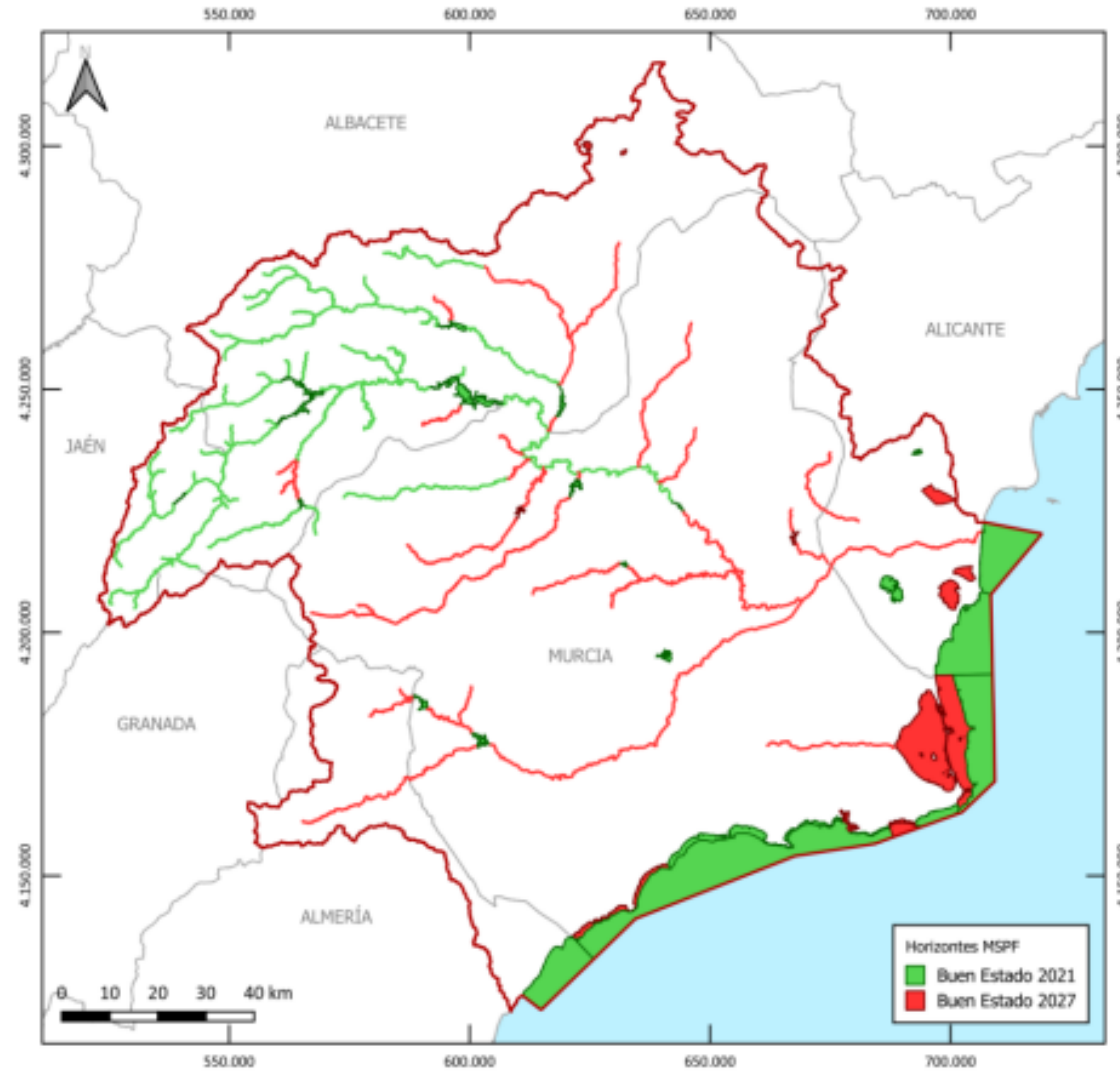 550.000 600.000 650.000 700.000
N
ALBACETE
4.300.000
ALICANTE
4.250.000
JAÉN
4.200.000
MURCIA
GRANADA
4.150.000
ALMERÍA
Horizontes MSPF
Buen Estado 2021
Buen Estado 2027
0 10 20 30 40 km
550.000 600.000 650.000 700.000